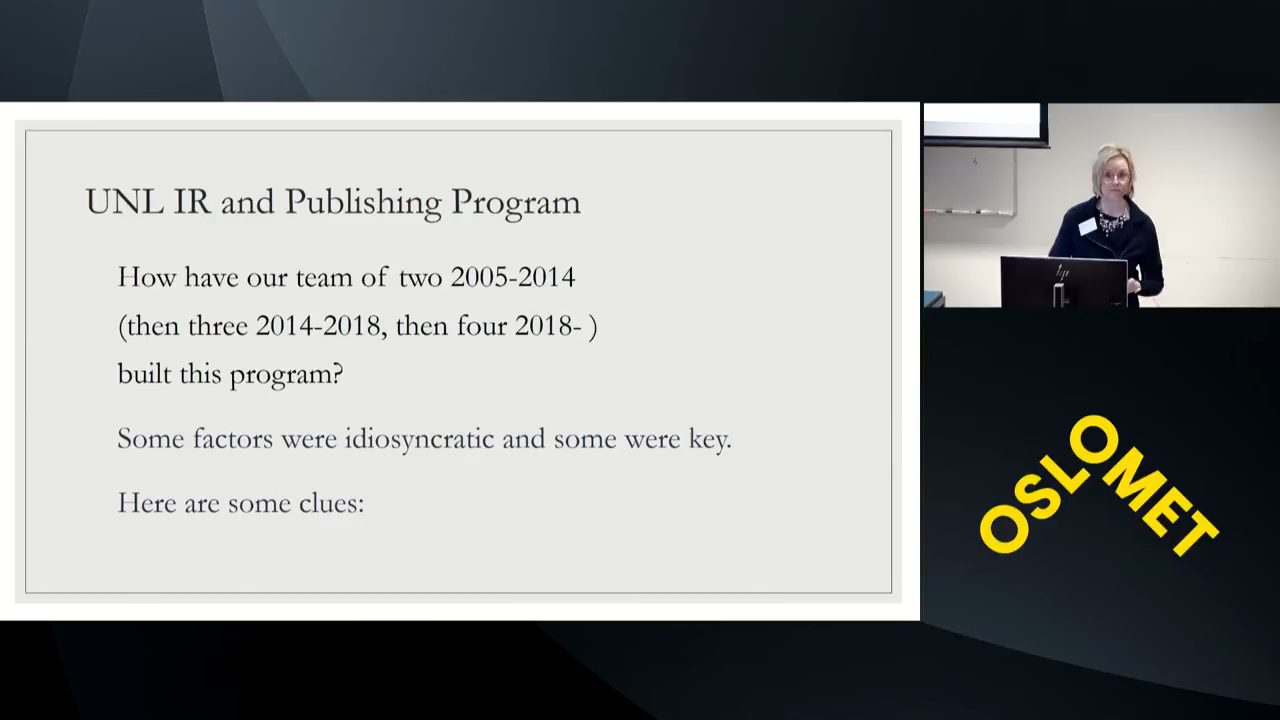 UNL IR and Publishing Program
How have our team of two 2005-2014
(then three 2014-2018, then four 2018- )
built this program?
Some factors were idiosyncratic and some were key.
Here are some clues:
hp
OSLOMET